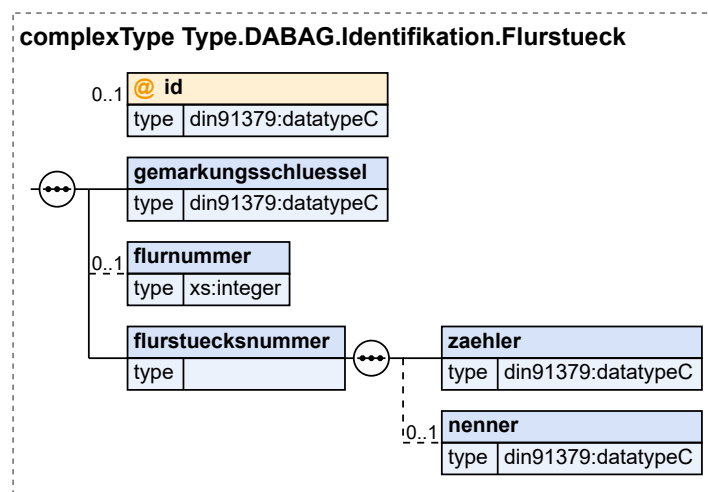 complexType Type.DABAG.Identifikation.Flurstueck
0..1
@ id
type din91379:datatypeC
gemarkungsschluessel
type din91379:datatypeC
0..1
flurnummer
type xs:integer
flurstuecksnummer
type
zaehler
type din91379:datatypeC
0..1
nenner
type din91379:datatypeC